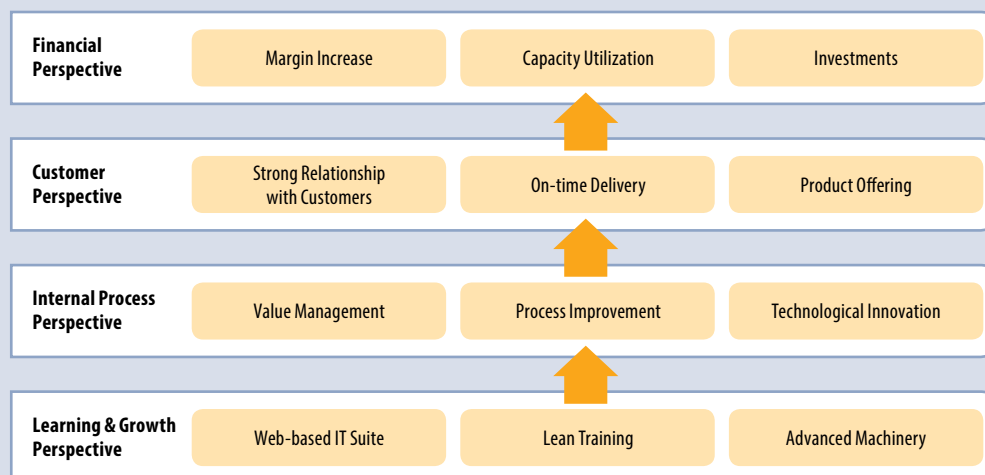 Financial
Perspective
Margin Increase
Capacity Utilization
Investments
Customer
Perspective
Strong Relationship
with Customers
On-time Delivery
Product Offering
Internal Process
Perspective
Value Management
Process Improvement
Technological Innovation
Learning & Growth
Perspective
Web-based IT Suite
Lean Training
Advanced Machinery